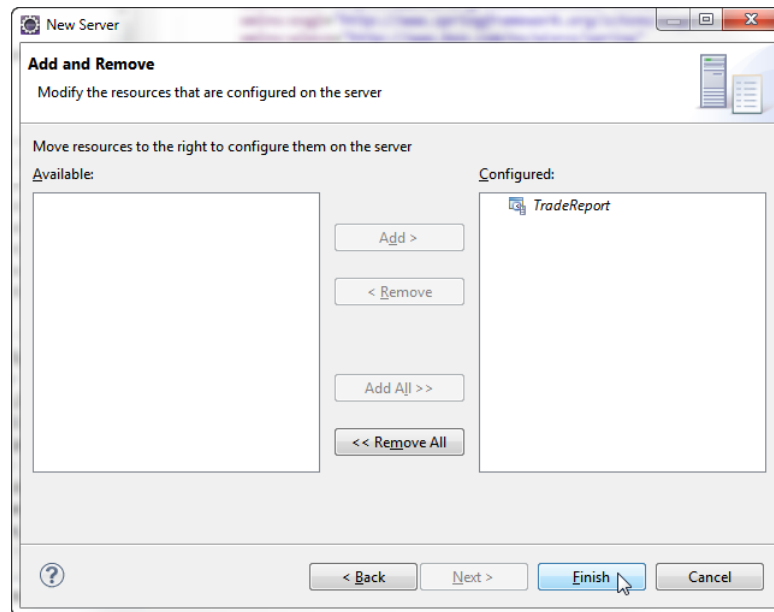 New Server
Add and Remove
Modify the resources that are configured on the server
Move resources to the right to configure them on the server
Available:
Configured:
TradeReport
Add >
< Remove
Add All >>
<< Remove All
?
< Back
Next >
Finish
Cancel